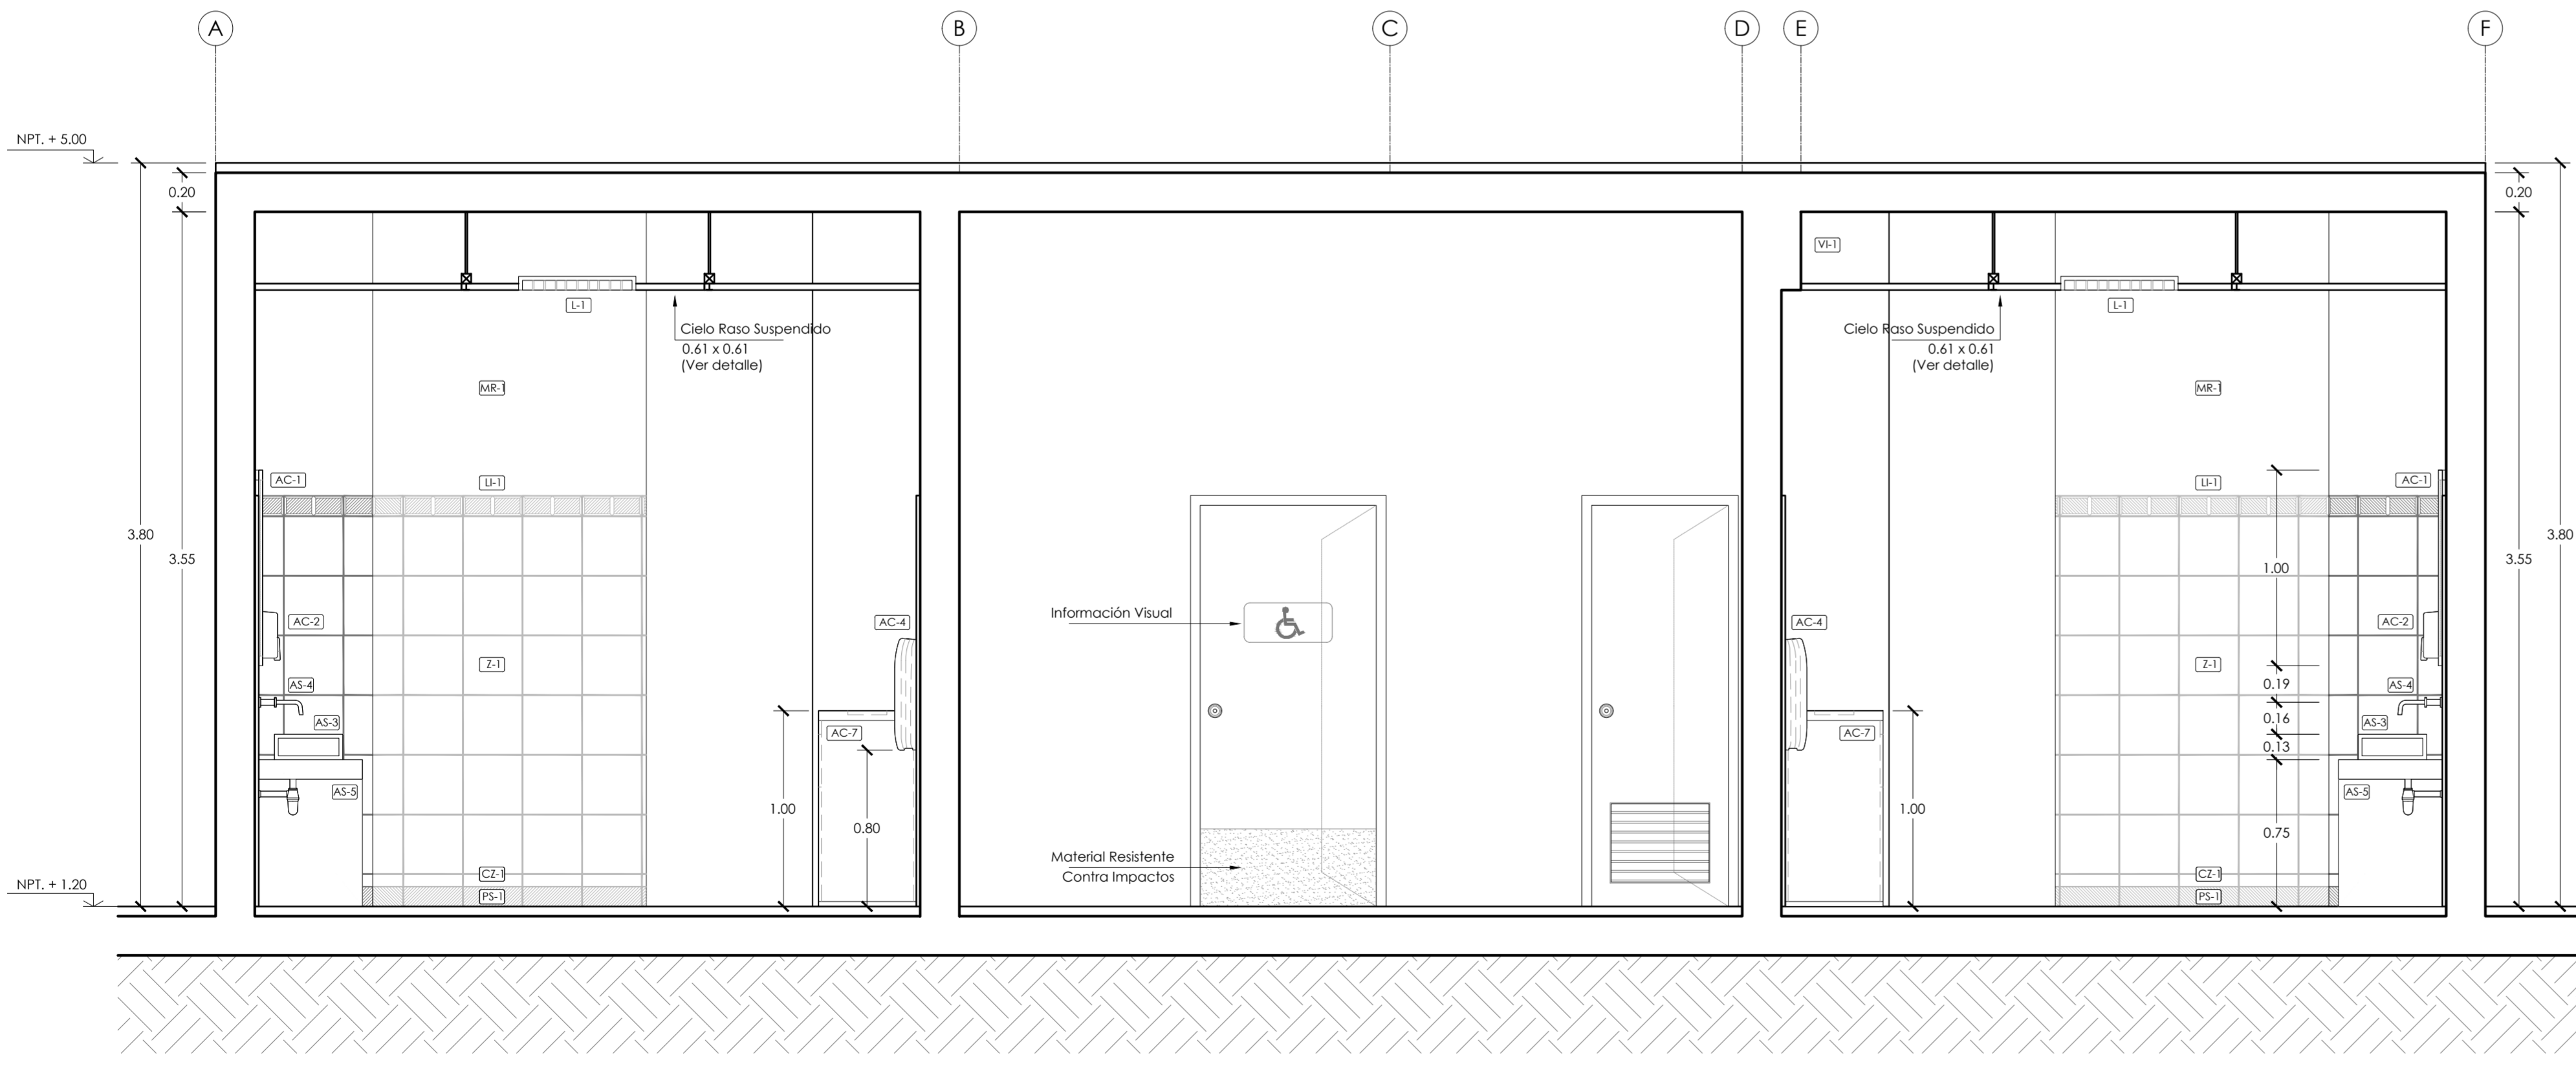 A
B
C
D
E
F
NPT. + 5.00
0.20
0.20
VI-1
L-1
L-1
Cielo Raso Suspendido
0.61 x 0.61
(Ver detalle)
Cielo Raso Suspendido
0.61 x 0.61
(Ver detalle)
MR-1
MR-1
AC-1
LI-1
LI-1
AC-1
3.80
3.55
1.00
3.55
3.80
AC-2
AC-4
Información Visual
AC-4
AC-2
Z-1
Z-1
AS-4
0.19
AS-4
AS-3
0.16
AS-3
AC-7
AC-7
0.13
AS-5
AS-5
1.00
1.00
0.80
0.75
Material Resistente
Contra Impactos
CZ-1
CZ-1
NPT. + 1.20
PS-1
PS-1